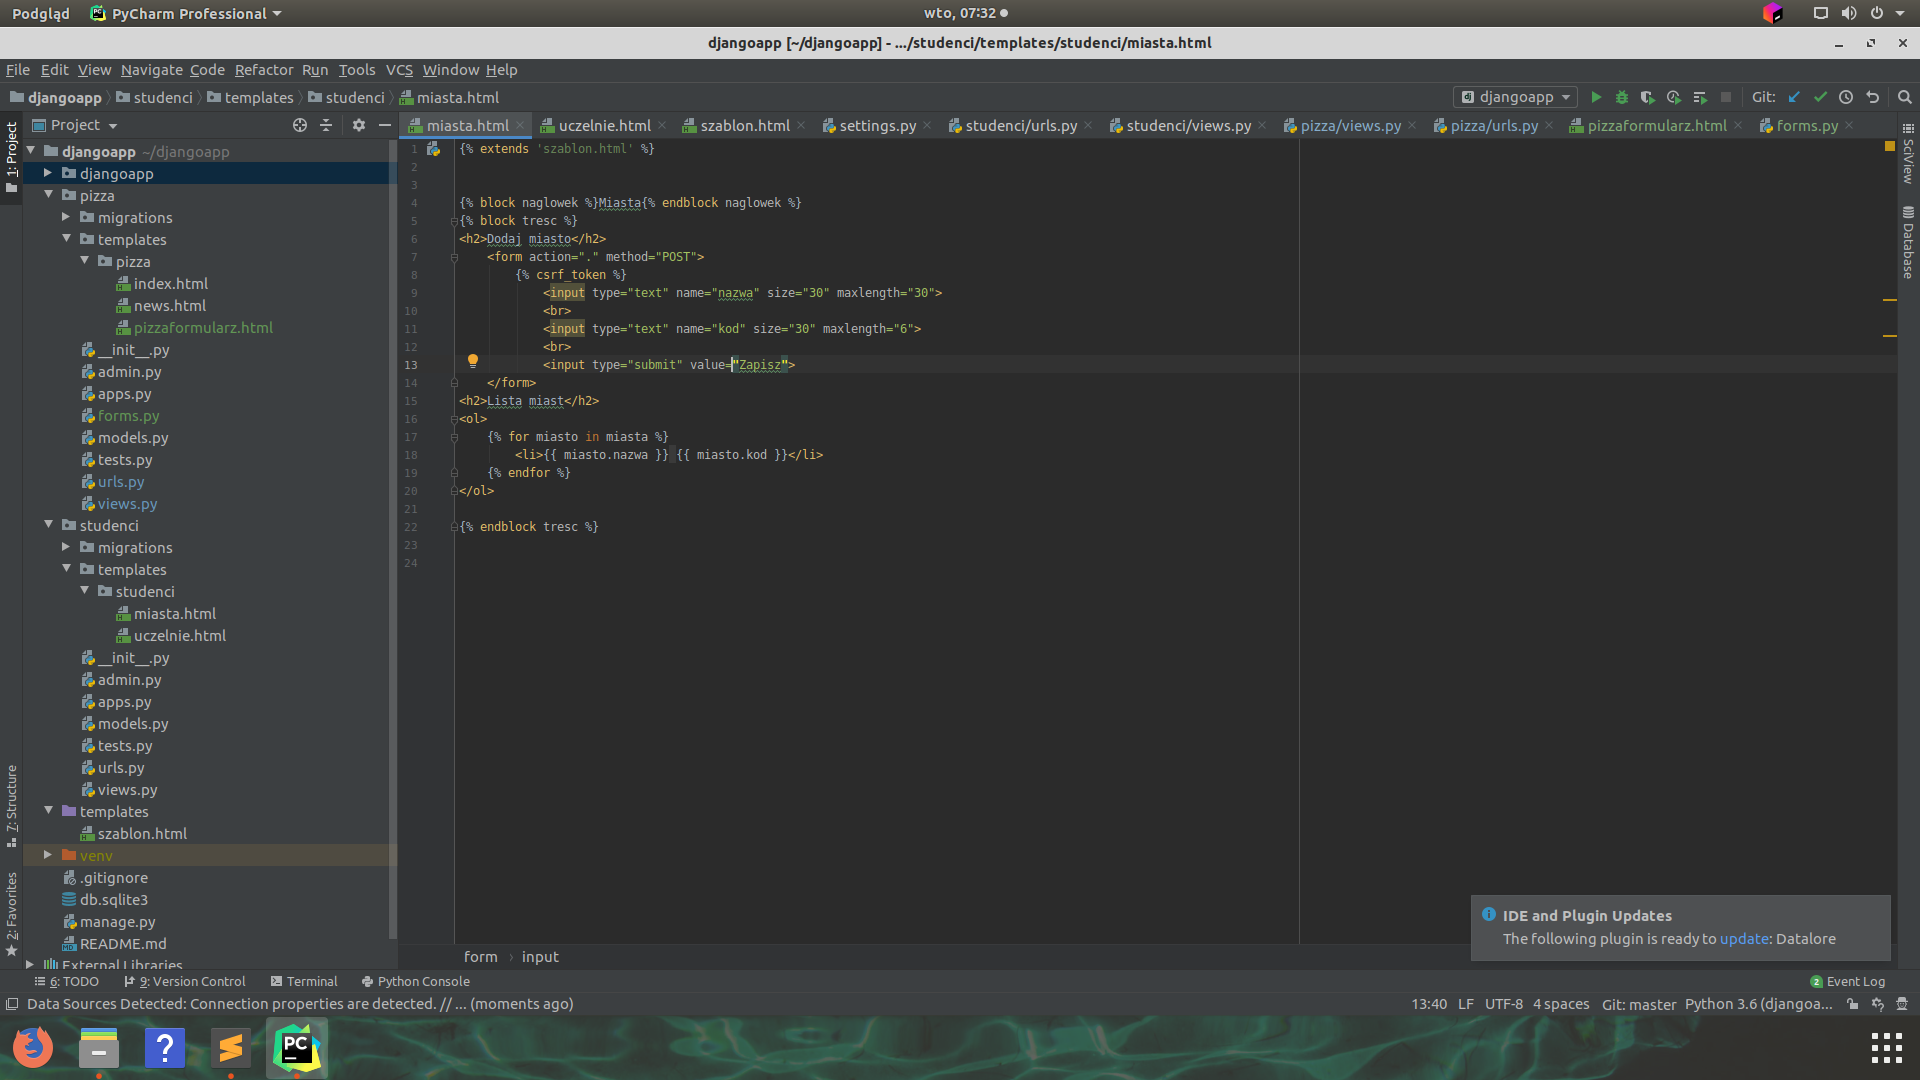 Podgląd PyCharm Professional wto, 07:32
djangoapp [~/djangoapp] - .../studenci/templates/studenci/miasta.html
File Edit View Navigate Code Refactor Run Tools VCS Window Help
djangoapp studenci templates studenci miasta.html djangoapp Git:
1: Project
7: Structure
2: Favorites
Project
djangoapp ~/djangoapp
djangoapp
pizza
migrations
templates
pizza
index.html
news.html
pizzaformularz.html
__init__.py
admin.py
apps.py
forms.py
models.py
tests.py
urls.py
views.py
studenci
migrations
templates
studenci
miasta.html
uczelnie.html
__init__.py
admin.py
apps.py
models.py
tests.py
urls.py
views.py
templates
szablon.html
venv
.gitignore
db.sqlite3
manage.py
README.md
External Libraries
miasta.html uczelnie.html szablon.html settings.py studenci/urls.py studenci/views.py pizza/views.py pizza/urls.py pizzaformularz.html forms.py
1 {% extends 'szablon.html' %}
2
3
4 {% block naglowek %}Miasta{% endblock naglowek %}
5 {% block tresc %}
6 <h2>Dodaj miasto</h2>
7 <form action="." method="POST">
8 {% csrf_token %}
9 <input type="text" name="nazwa" size="30" maxlength="30">
10 <br>
11 <input type="text" name="kod" size="30" maxlength="6">
12 <br>
13 <input type="submit" value="Zapisz">
14 </form>
15 <h2>Lista miast</h2>
16 <ol>
17 {% for miasto in miasta %}
18 <li>{{ miasto.nazwa }} {{ miasto.kod }}</li>
19 {% endfor %}
20 </ol>
21
22 {% endblock tresc %}
23
24
form › input
SciView
Database
IDE and Plugin Updates
The following plugin is ready to update: Datalore
6: TODO 9: Version Control Terminal Python Console 2 Event Log
Data Sources Detected: Connection properties are detected. // ... (moments ago) 13:40 LF UTF-8 4 spaces Git: master Python 3.6 (djangoa...
? PC